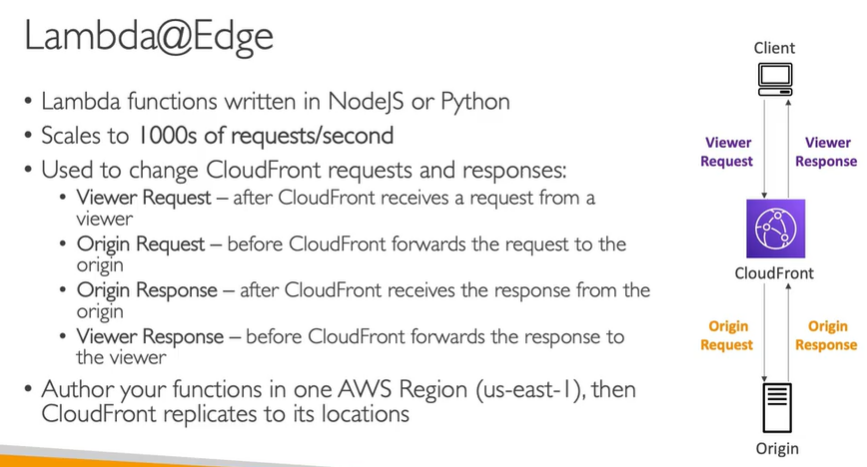 Lambda@Edge
• Lambda functions written in NodeJS or Python
• Scales to 1000s of requests/second
• Used to change CloudFront requests and responses:
• Viewer Request – after CloudFront receives a request from a
viewer
• Origin Request – before CloudFront forwards the request to the
origin
• Origin Response – after CloudFront receives the response from the
origin
• Viewer Response – before CloudFront forwards the response to
the viewer
• Author your functions in one AWS Region (us-east-1), then
CloudFront replicates to its locations
Client
Viewer
Request
Viewer
Response
CloudFront
Origin
Request
Origin
Response
Origin